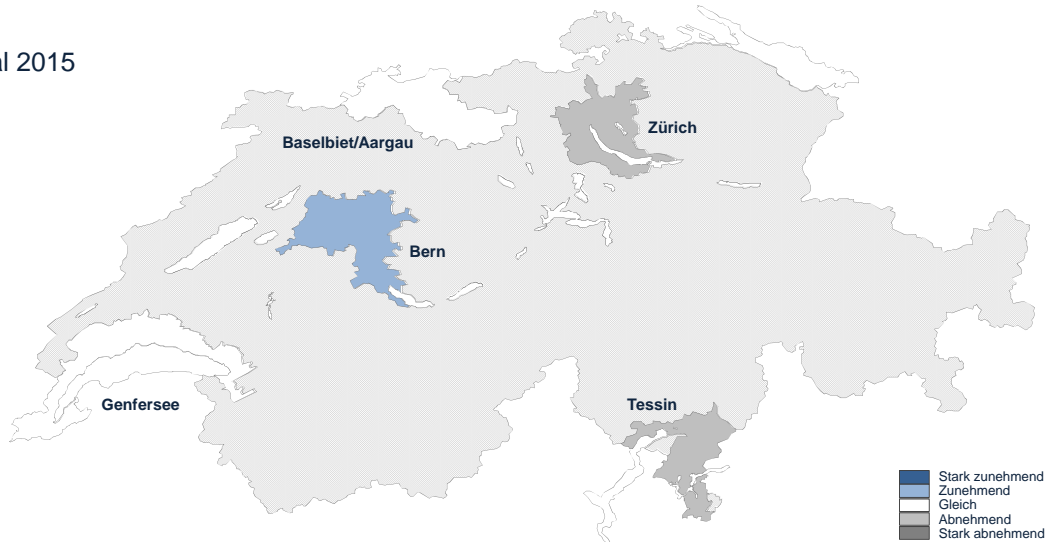 al 2015
Zürich
Baselbiet/Aargau
Bern
Genfersee
Tessin
Stark zunehmend
Zunehmend
Gleich
Abnehmend
Stark abnehmend